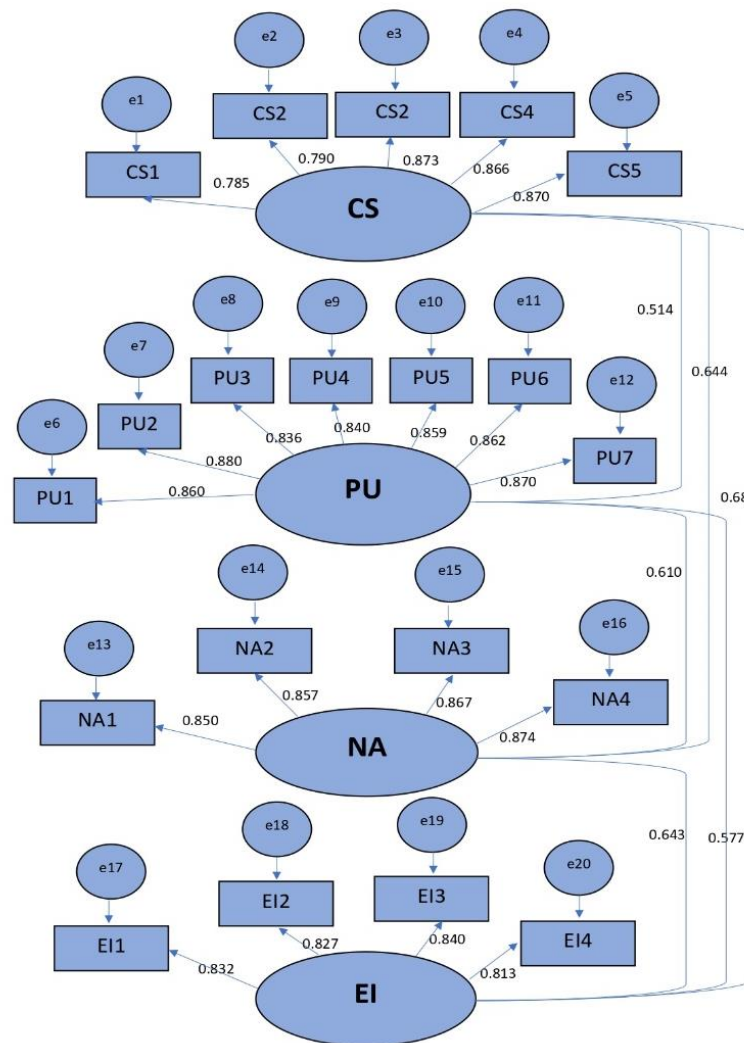 e1
e2
e3
e4
e5
CS1
CS2
CS2
CS4
CS5
0.785
0.790
0.873
0.866
0.870
CS
0.514
0.644
e6
e7
e8
e9
e10
e11
e12
PU1
PU2
PU3
PU4
PU5
PU6
PU7
0.860
0.880
0.836
0.840
0.859
0.862
0.870
PU
0.610
e13
e14
e15
e16
NA1
NA2
NA3
NA4
0.850
0.857
0.867
0.874
NA
0.643
0.577
e17
e18
e19
e20
EI1
EI2
EI3
EI4
0.832
0.827
0.840
0.813
EI